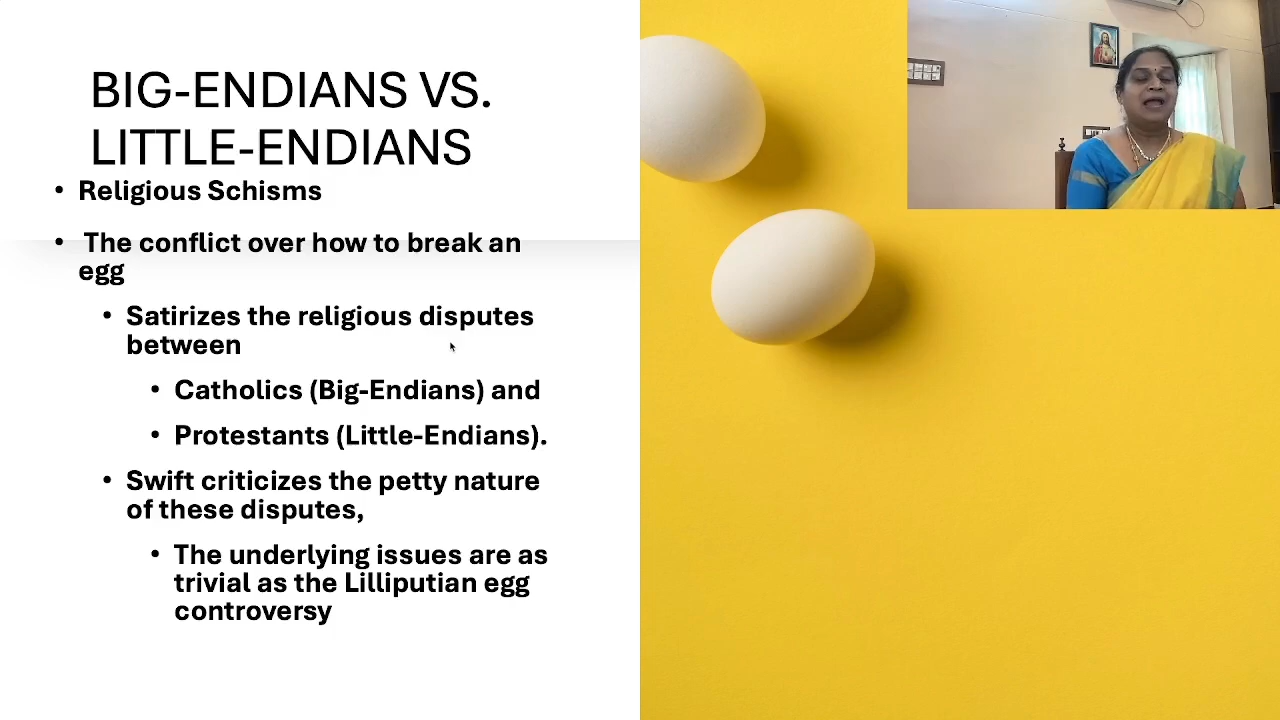 BIG-ENDIANS VS.
LITTLE-ENDIANS
• Religious Schisms
• The conflict over how to break an
egg
• Satirizes the religious disputes
between
• Catholics (Big-Endians) and
• Protestants (Little-Endians).
• Swift criticizes the petty nature
of these disputes,
• The underlying issues are as
trivial as the Lilliputian egg
controversy